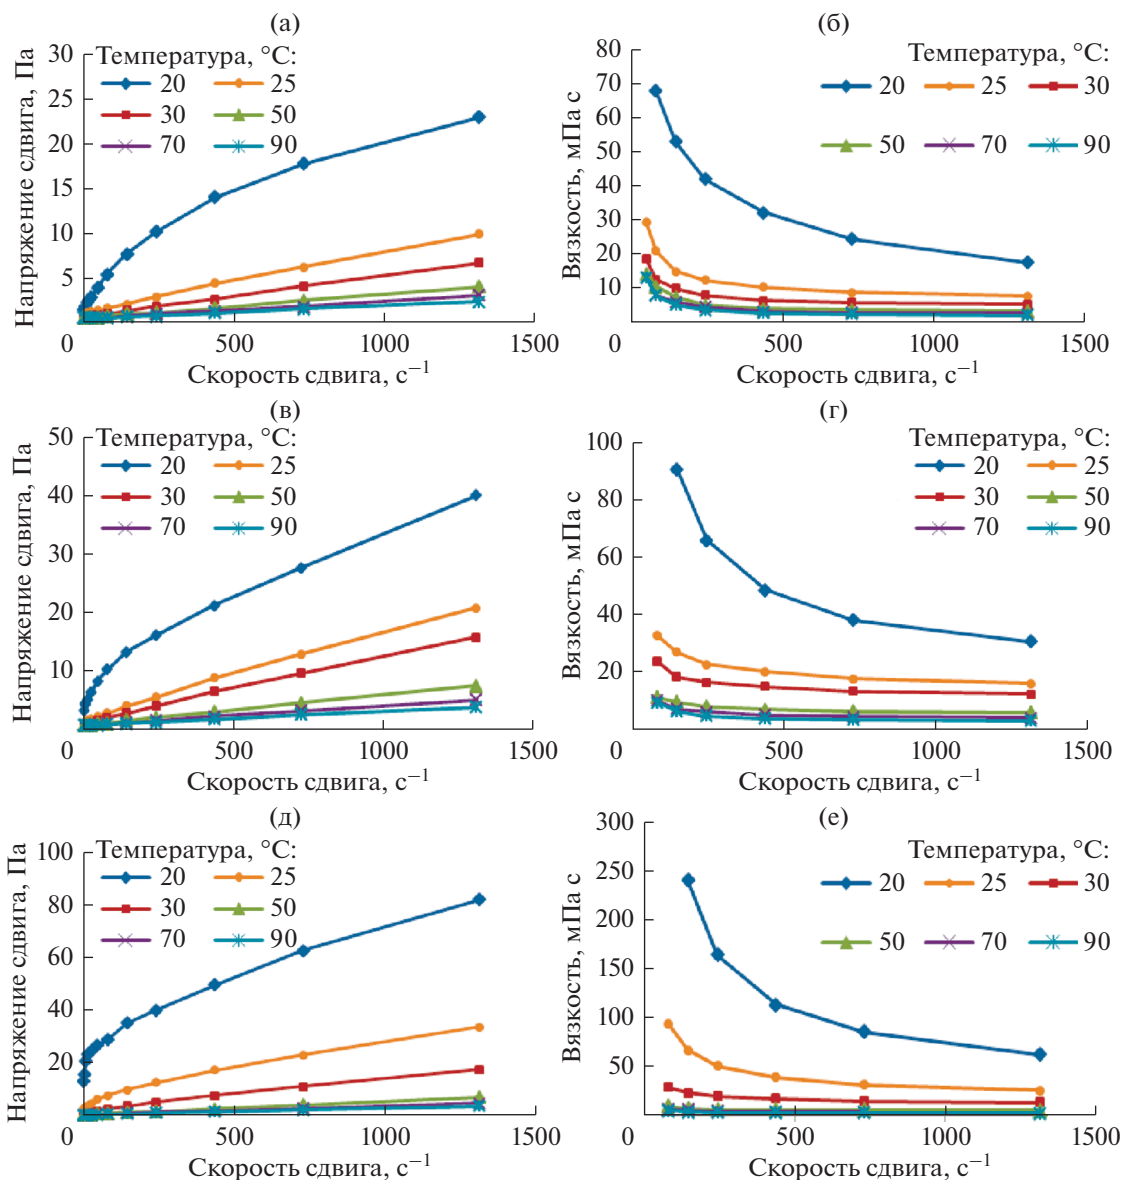 (а)
Напряжение сдвига, Па
Температура, °C:
20 25
30 50
70 90
30
25
20
15
10
5
0 500 1000 1500
Скорость сдвига, с⁻¹
(б)
Вязкость, мПа с
Температура, °C:
20 25 30
50 70 90
80
70
60
50
40
30
20
10
0 500 1000 1500
Скорость сдвига, с⁻¹
(в)
Напряжение сдвига, Па
Температура, °C:
20 25
30 50
70 90
50
40
30
20
10
0 500 1000 1500
Скорость сдвига, с⁻¹
(г)
Вязкость, мПа с
Температура, °C:
20 25
30 50
70 90
100
80
60
40
20
0 500 1000 1500
Скорость сдвига, с⁻¹
(д)
Напряжение сдвига, Па
Температура, °C:
20 25
30 50
70 90
100
80
60
40
20
0 500 1000 1500
Скорость сдвига, с⁻¹
(е)
Вязкость, мПа с
Температура, °C:
20 25 30
50 70 90
300
250
200
150
100
50
0 500 1000 1500
Скорость сдвига, с⁻¹